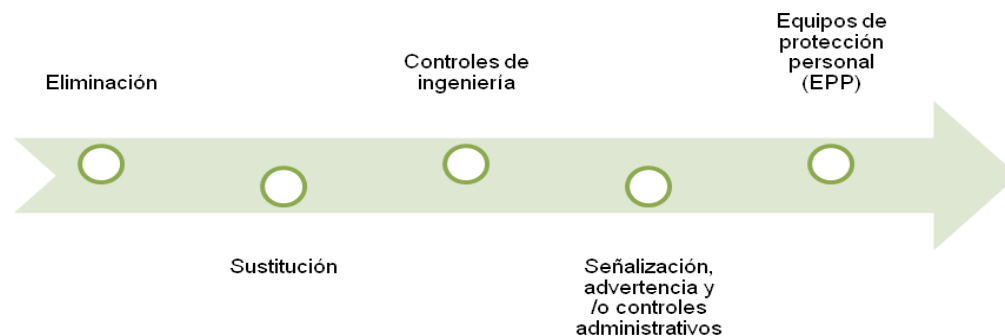 Eliminación
Sustitución
Controles de
ingeniería
Señalización,
advertencia y
/o controles
administrativos
Equipos de
protección
personal
(EPP)